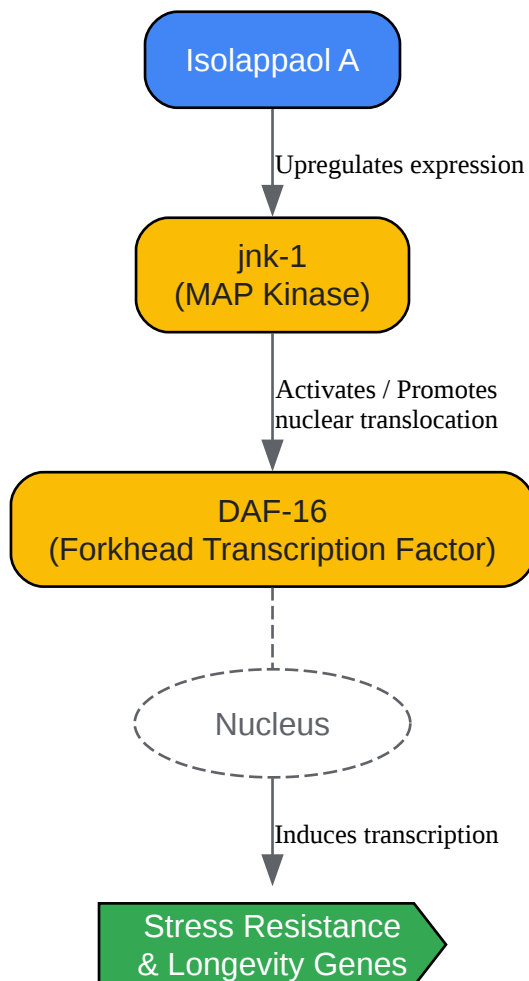 Isolappaol A
Upregulates expression
jnk-1
(MAP Kinase)
Activates / Promotes
nuclear translocation
DAF-16
(Forkhead Transcription Factor)
Nucleus
Induces transcription
Stress Resistance
& Longevity Genes